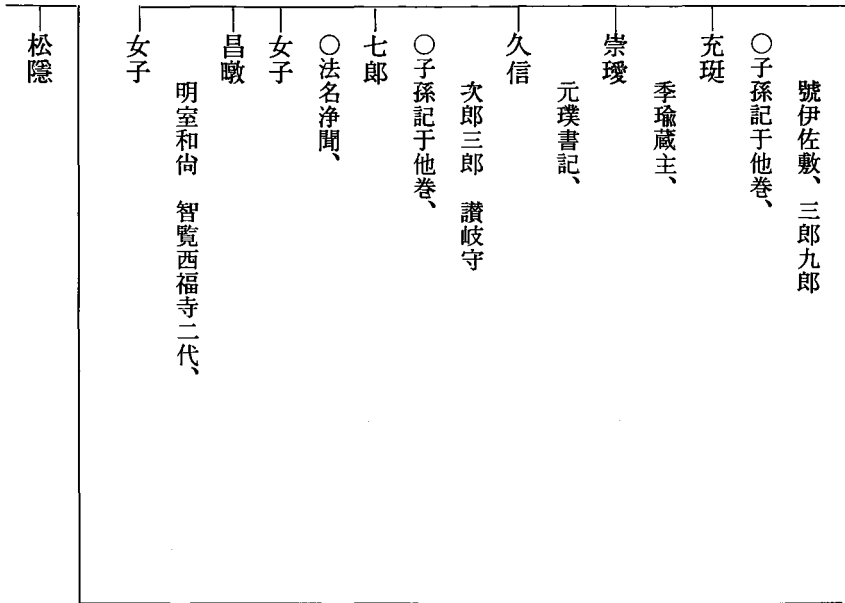 號伊佐敷、三郎九郎
○子孫記于他巻、
充珽
季瑜蔵主、
崇璦
元璞書記、
久信
次郎三郎　讃岐守
○子孫記于他巻、
七郎
○法名浄聞、
女子
昌暾
明室和尚　智覧西福寺二代、
女子
松隱